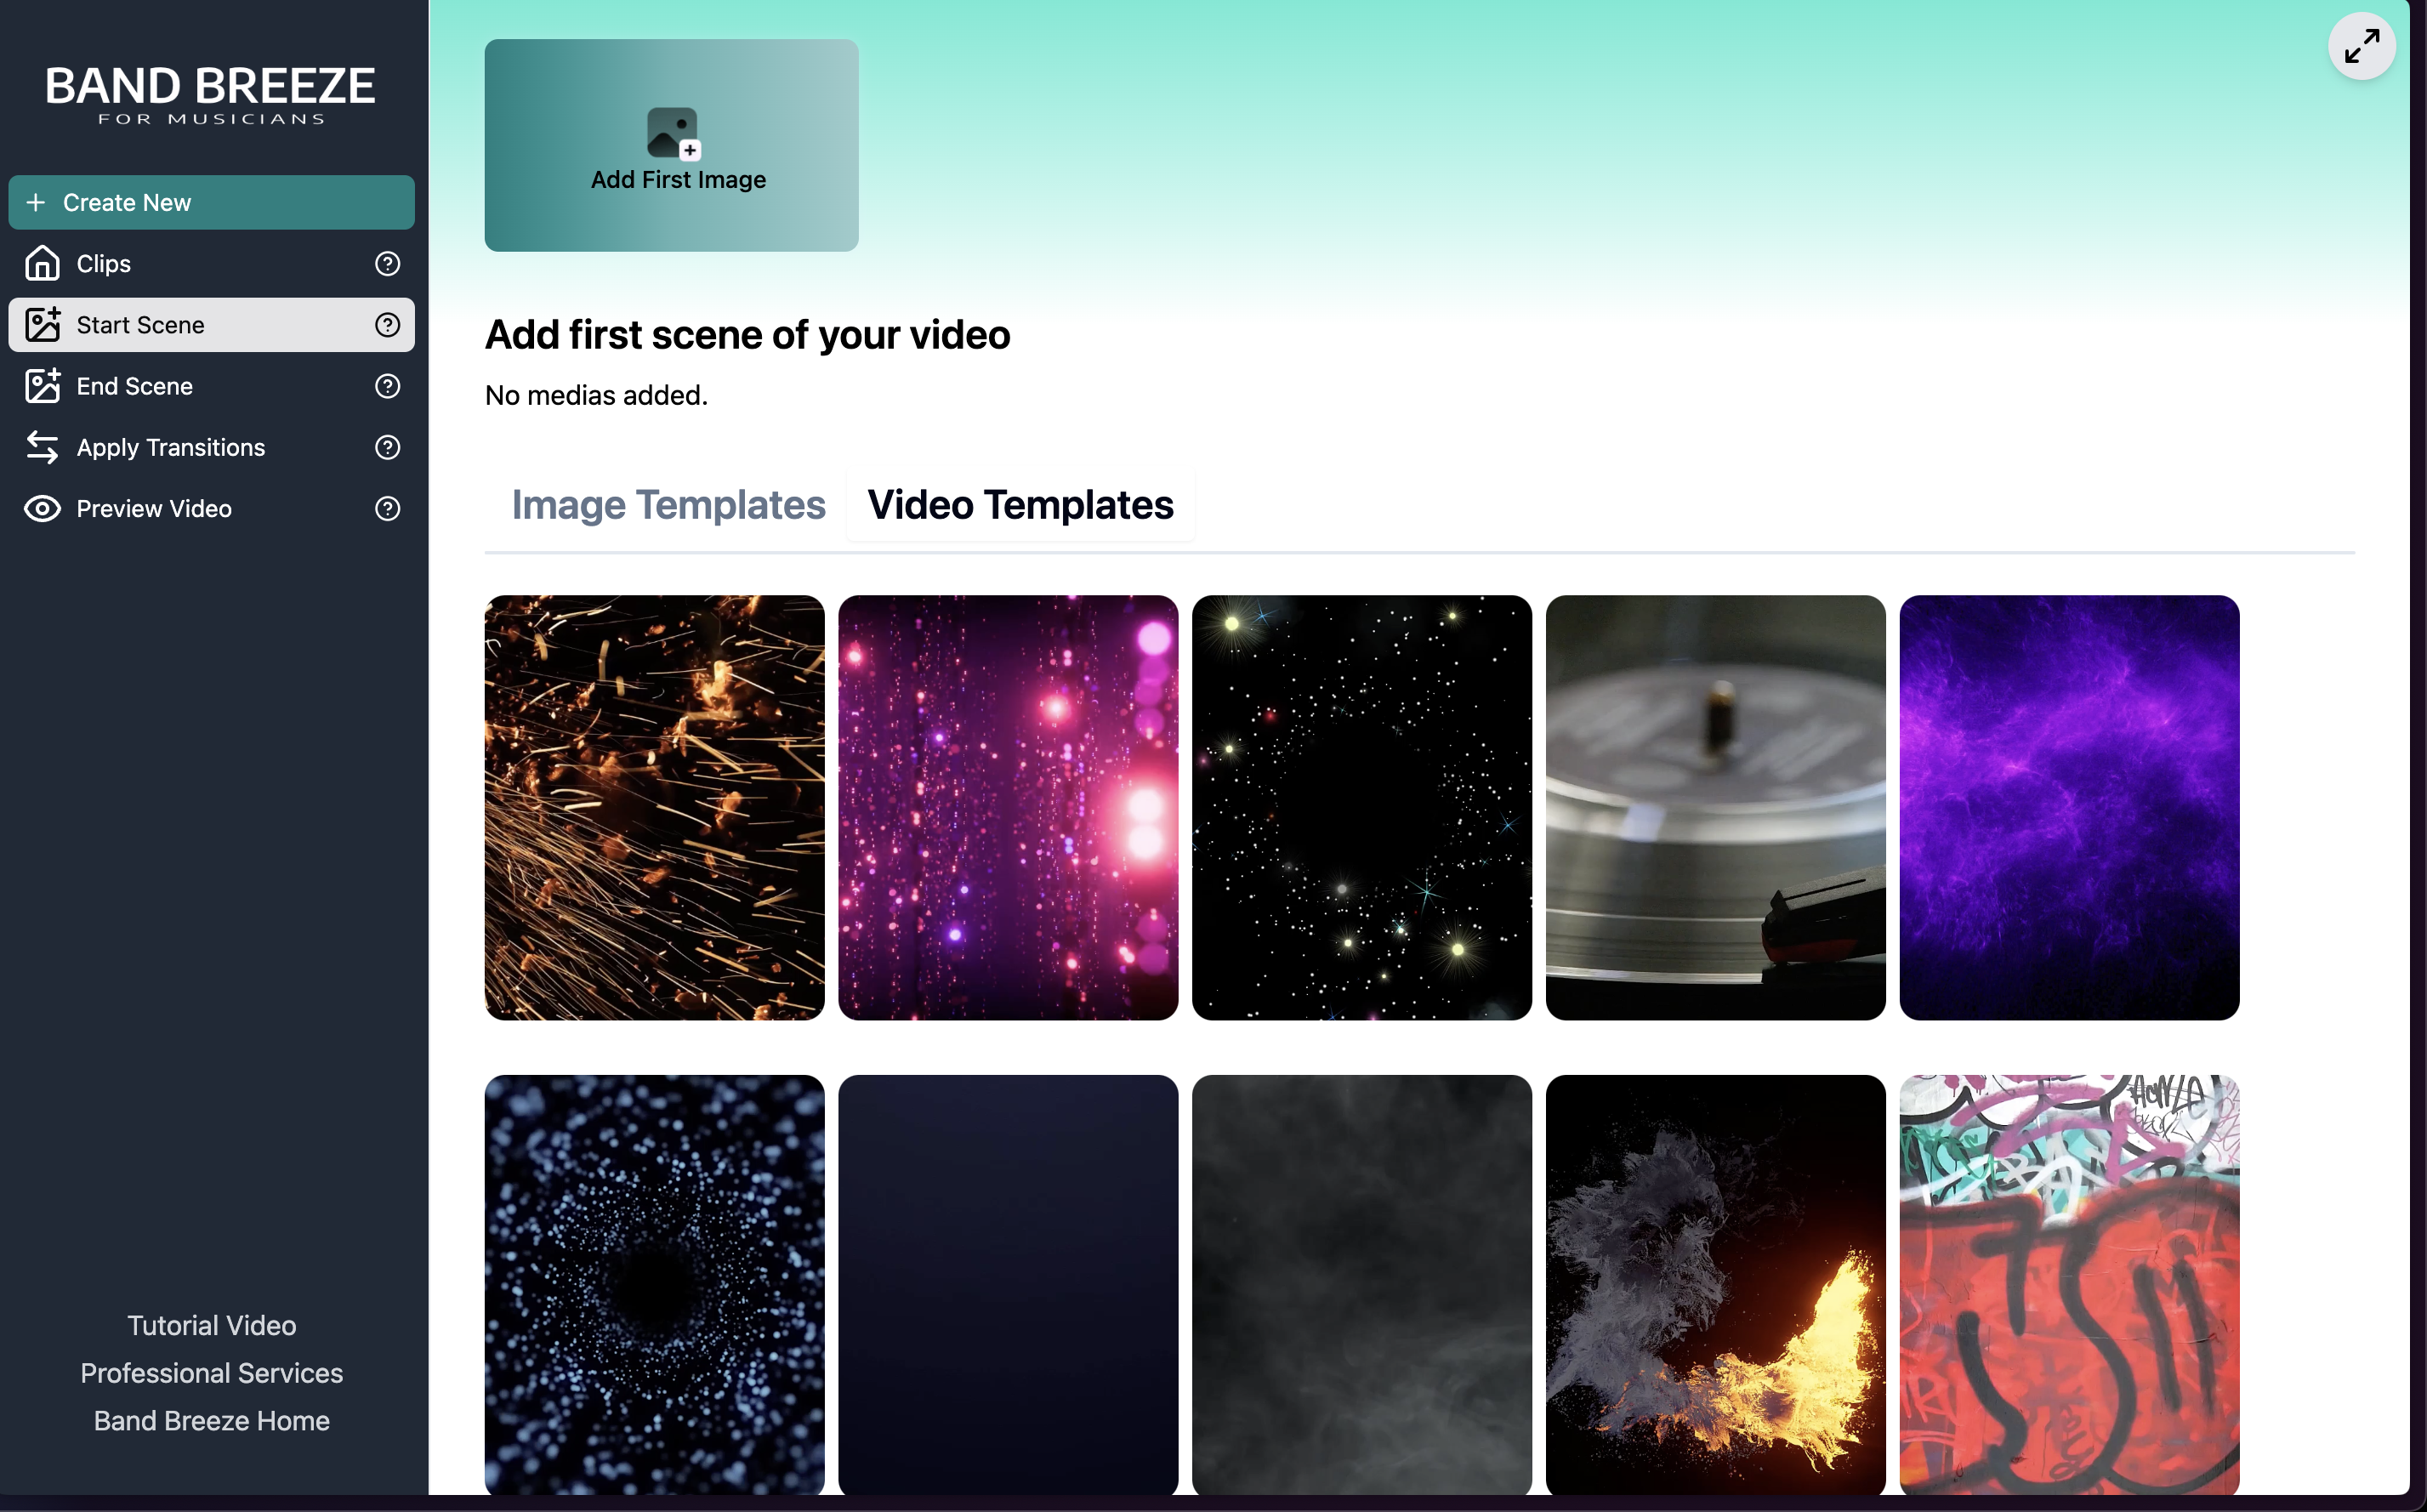 BAND BREEZE
FOR MUSICIANS
Create New
Clips
Start Scene
End Scene
Apply Transitions
Preview Video
Tutorial Video
Professional Services
Band Breeze Home
Add First Image
Add first scene of your video
No medias added.
Image Templates
Video Templates